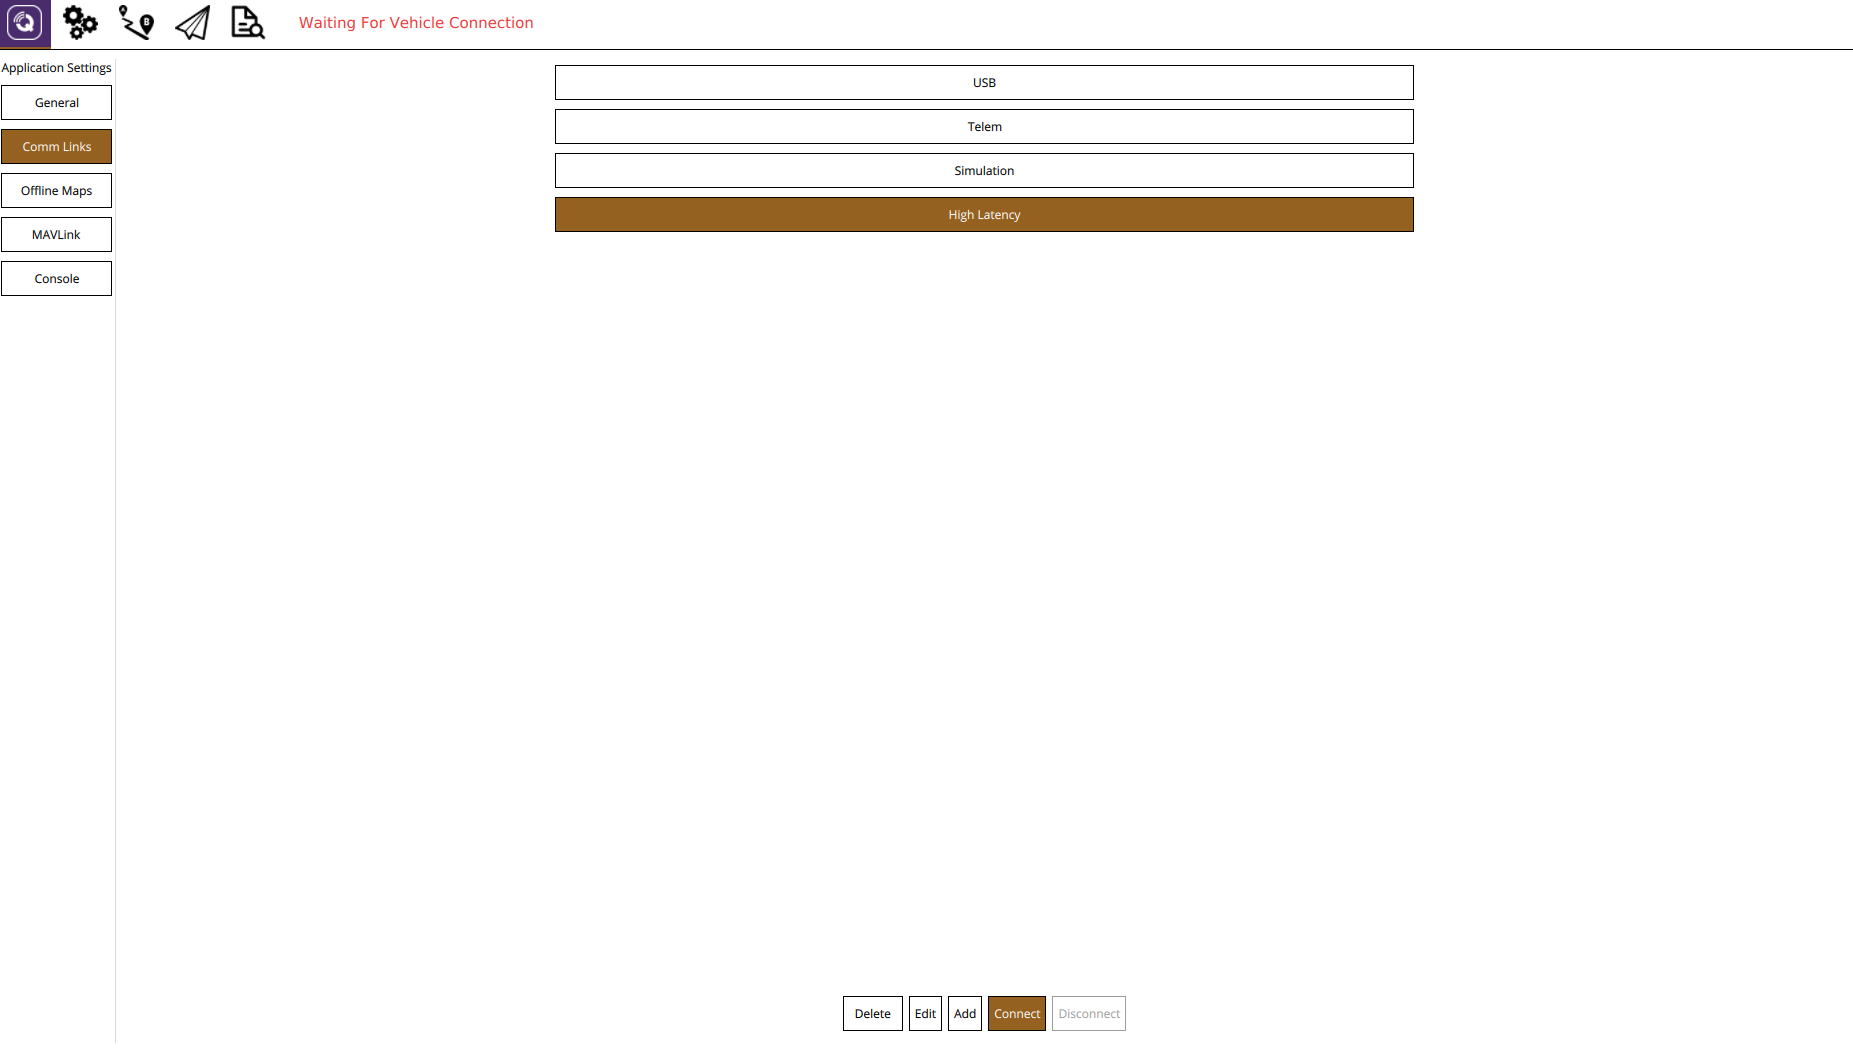 Waiting For Vehicle Connection
Application Settings
General
Comm Links
Offline Maps
MAVLink
Console
USB
Telem
Simulation
High Latency
Delete Edit Add Connect Disconnect